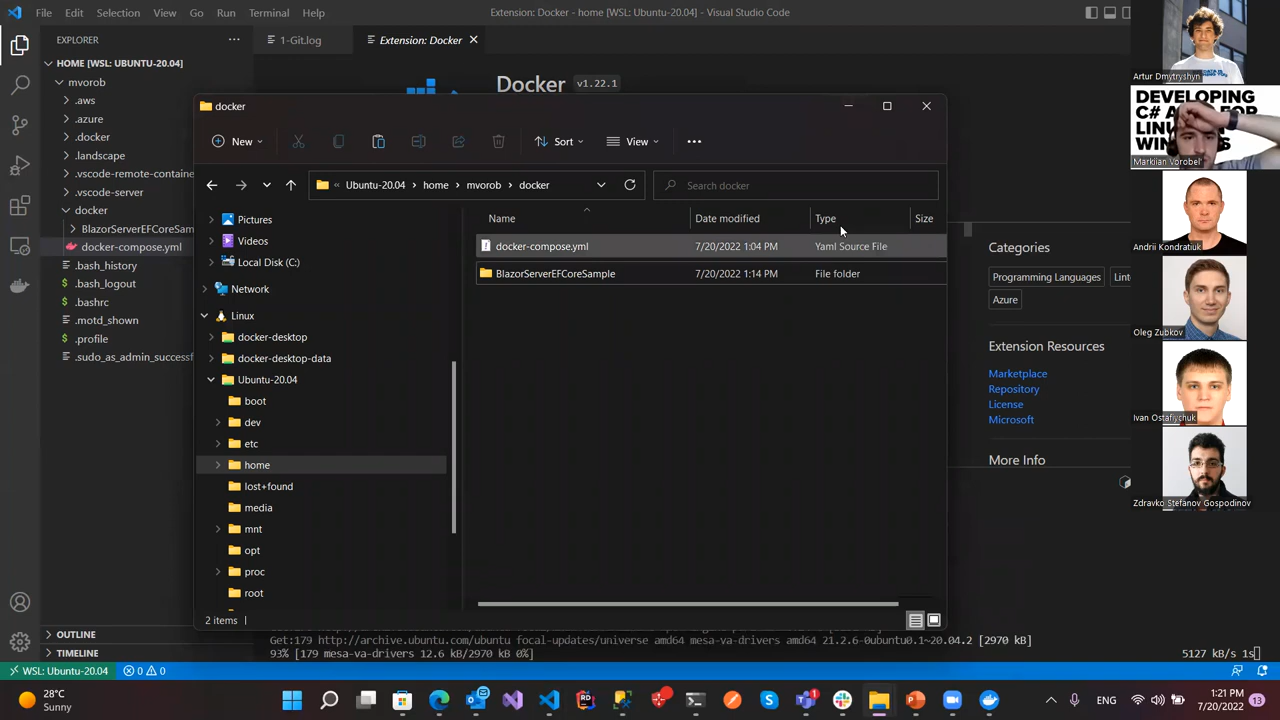 File Edit Selection View Go Run Terminal Help
Extension: Docker - home [WSL: Ubuntu-20.04] - Visual Studio Code
EXPLORER
HOME [WSL: UBUNTU-20.04]
mvorob
.aws
.azure
.docker
.landscape
.vscode-remote-containe
.vscode-server
docker
BlazorServerEFCoreSam
docker-compose.yml
.bash_history
.bash_logout
.bashrc
.motd_shown
.profile
.sudo_as_admin_successf
OUTLINE
TIMELINE
1-Git.log
Extension: Docker
Docker v1.22.1
docker
New
Sort
View
Ubuntu-20.04 home mvorob docker
Search docker
Pictures
Videos
Local Disk (C:)
Network
Linux
docker-desktop
docker-desktop-data
Ubuntu-20.04
boot
dev
etc
home
lost+found
media
mnt
opt
proc
root
Name Date modified Type Size
docker-compose.yml 7/20/2022 1:04 PM Yaml Source File
BlazorServerEFCoreSample 7/20/2022 1:14 PM File folder
2 items
Categories
Programming Languages
Azure
Extension Resources
Marketplace
Repository
License
Microsoft
More Info
Get:179 http://archive.ubuntu.com/ubuntu focal-updates/universe amd64 mesa-va-drivers amd64 21.2.6-0ubuntu0.1~20.04.2 [2970 kB]
93% [179 mesa-va-drivers 12.6 kB/2970 kB 0%] 5127 kB/s 1s
WSL: Ubuntu-20.04 0 0
28°C
Sunny
1
ENG
1:21 PM
7/20/2022
13
Artur Dmytryshyn
DEVELOPING
Markiian Vorobel'
Andrii Kondratiuk
Oleg Zubkov
Ivan Ostafiychuk
Zdravko Stefanov Gospodinov